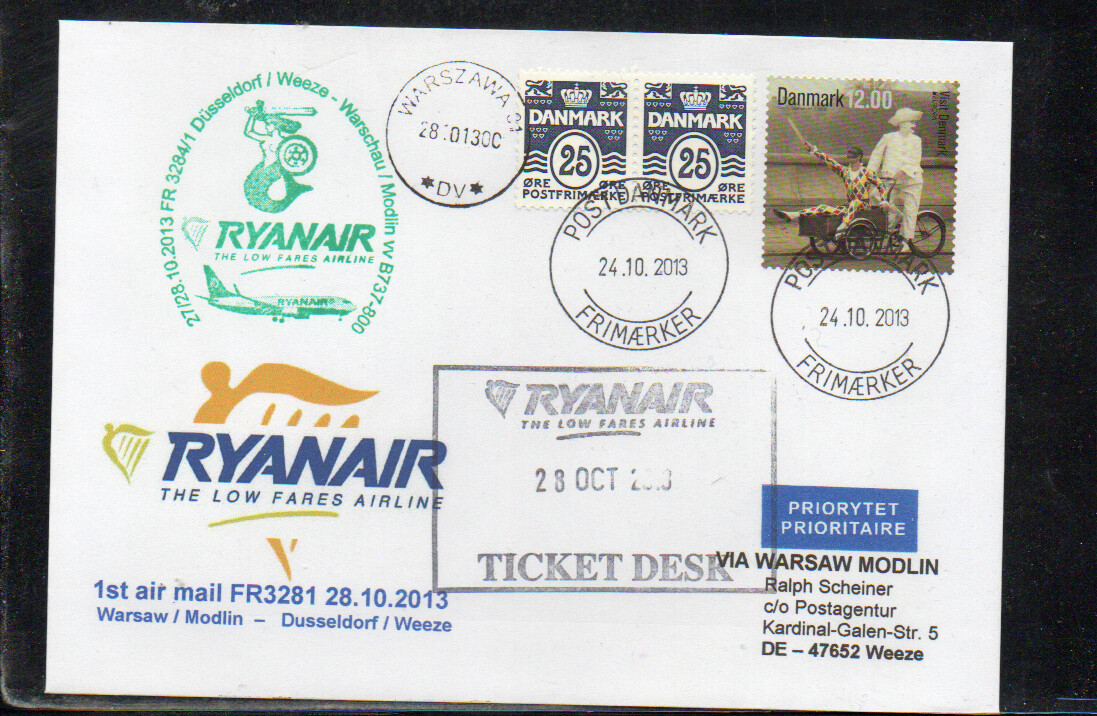 27/28.10.2013 FR 3284/1 Düsseldorf / Weeze - Warschau / Modlin vv B737-800
RYANAIR
THE LOW FARES AIRLINE
RYANAIR
WARSZAWA
28 1013 0C
*DV*
DANMARK
25
ØRE ØRE
POSTFRIMÆRKE
DANMARK
25
ØRE ØRE
POSTFRIMÆRKE
Danmark 12.00
Visit Denmark
POST DANMARK
24.10. 2013
FRIMÆRKER
POST DANMARK
24.10. 2013
FRIMÆRKER
RYANAIR
THE LOW FARES AIRLINE
28 OCT
TICKET DESK
RYANAIR
THE LOW FARES AIRLINE
1st air mail FR3281 28.10.2013
Warsaw / Modlin – Dusseldorf / Weeze
PRIORYTET
PRIORITAIRE
VIA WARSAW MODLIN
Ralph Scheiner
c/o Postagentur
Kardinal-Galen-Str. 5
DE – 47652 Weeze